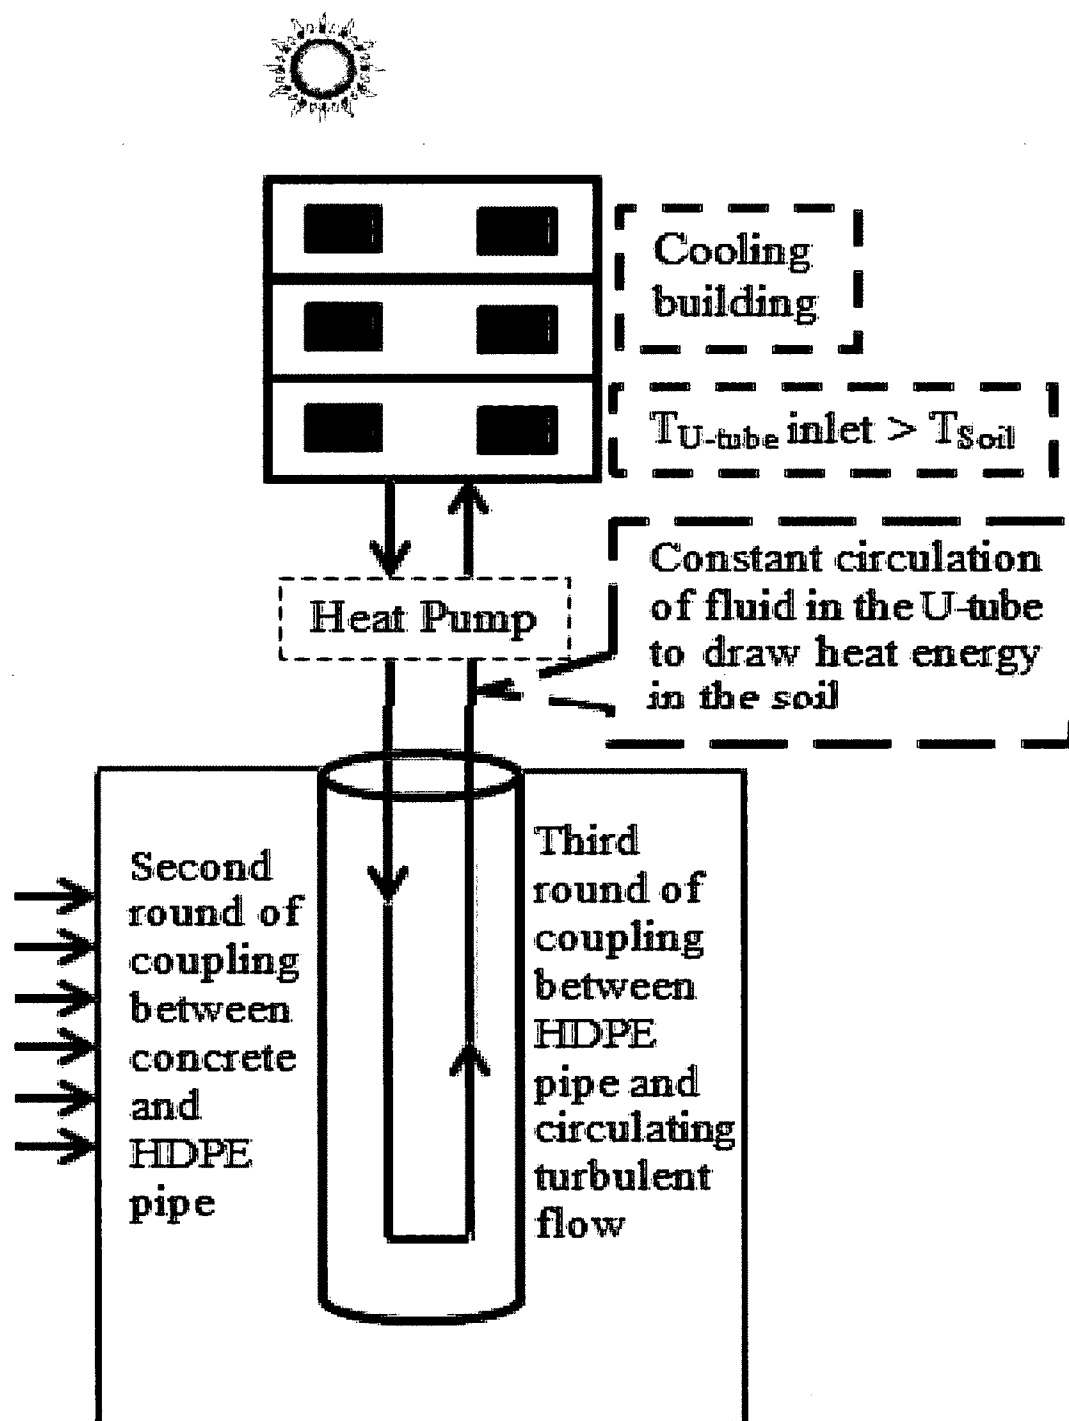 Cooling
building
TU-tube inlet > TSoil
Constant circulation
of fluid in the U-tube
to draw heat energy
in the soil
Heat Pump
Second
round of
coupling
between
concrete
and
HDPE
pipe
Third
round of
coupling
between
HDPE
pipe and
circulating
turbulent
flow